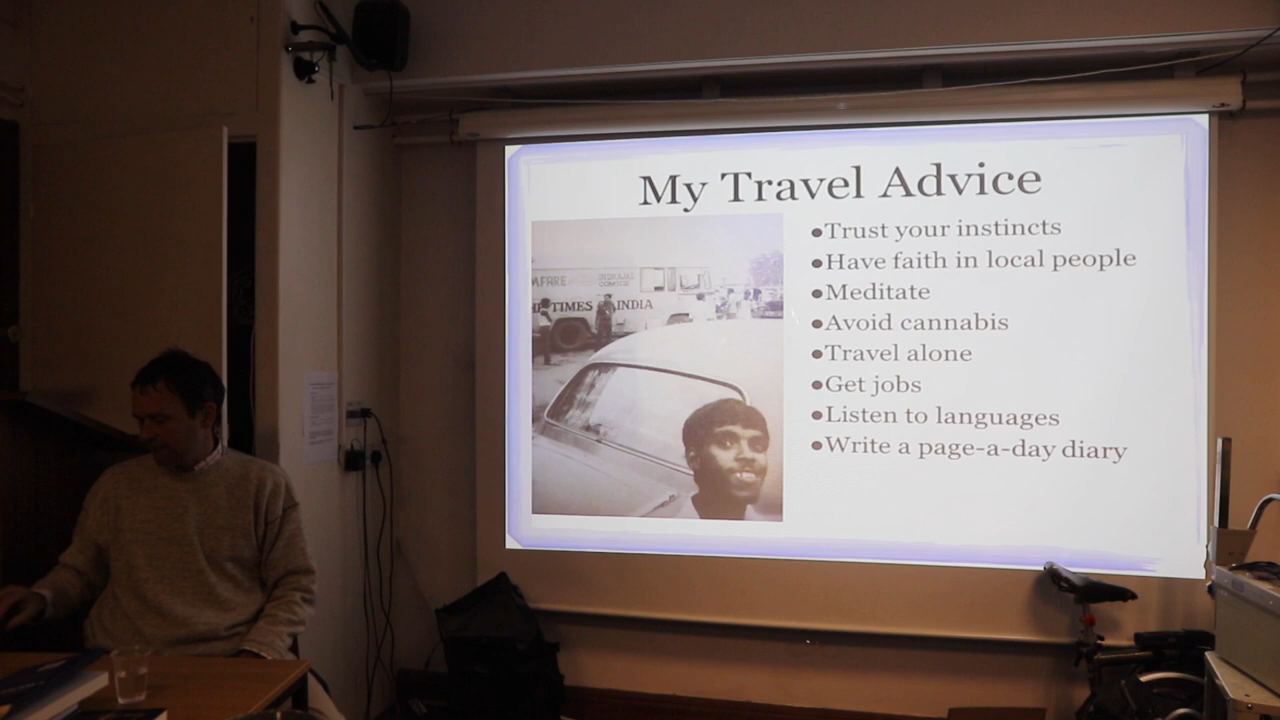 My Travel Advice
●Trust your instincts
●Have faith in local people
●Meditate
●Avoid cannabis
●Travel alone
●Get jobs
●Listen to languages
●Write a page-a-day diary
COMICS
TIMES
INDIA